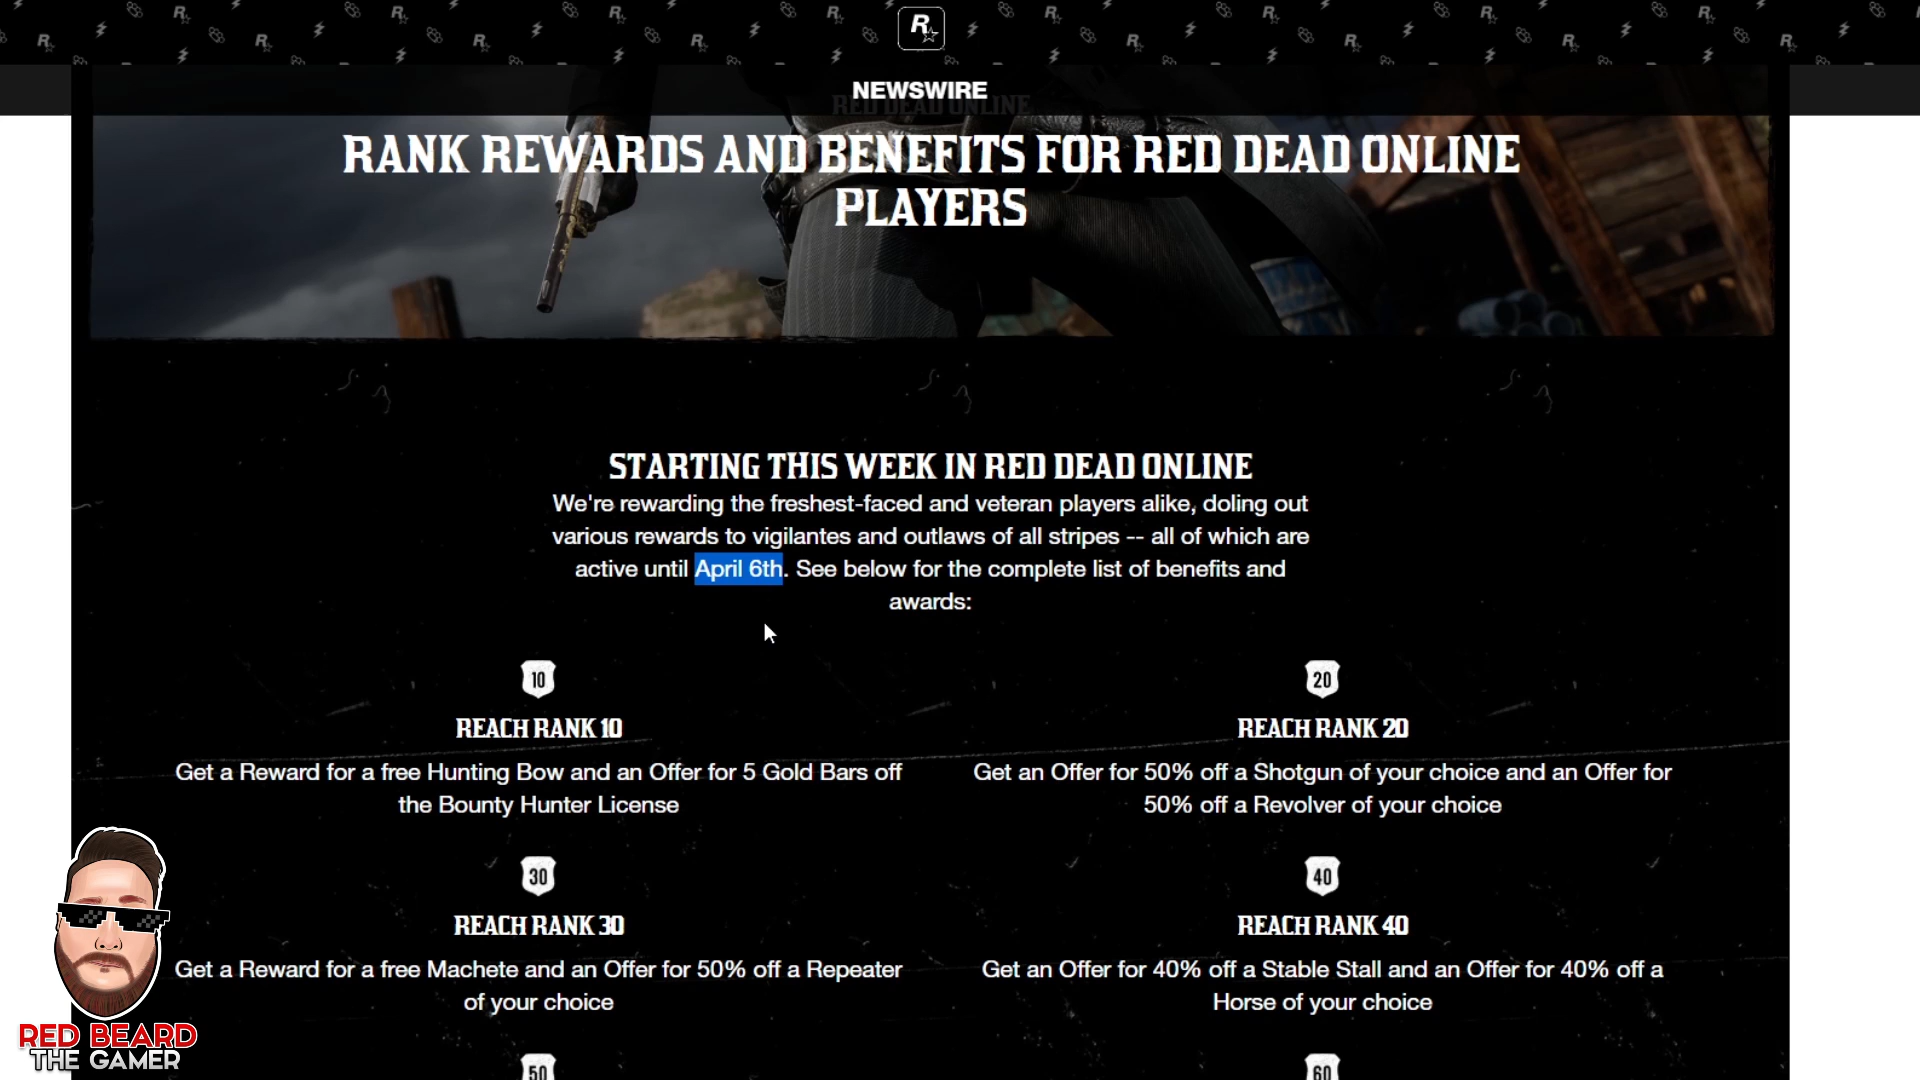 R
NEWSWIRE
RED DEAD ONLINE
RANK REWARDS AND BENEFITS FOR RED DEAD ONLINE
PLAYERS
STARTING THIS WEEK IN RED DEAD ONLINE
We're rewarding the freshest-faced and veteran players alike, doling out
various rewards to vigilantes and outlaws of all stripes -- all of which are
active until April 6th. See below for the complete list of benefits and
awards:
10
REACH RANK 10
Get a Reward for a free Hunting Bow and an Offer for 5 Gold Bars off
the Bounty Hunter License
20
REACH RANK 20
Get an Offer for 50% off a Shotgun of your choice and an Offer for
50% off a Revolver of your choice
30
REACH RANK 30
Get a Reward for a free Machete and an Offer for 50% off a Repeater
of your choice
40
REACH RANK 40
Get an Offer for 40% off a Stable Stall and an Offer for 40% off a
Horse of your choice
50
60
RED BEARD
THE GAMER